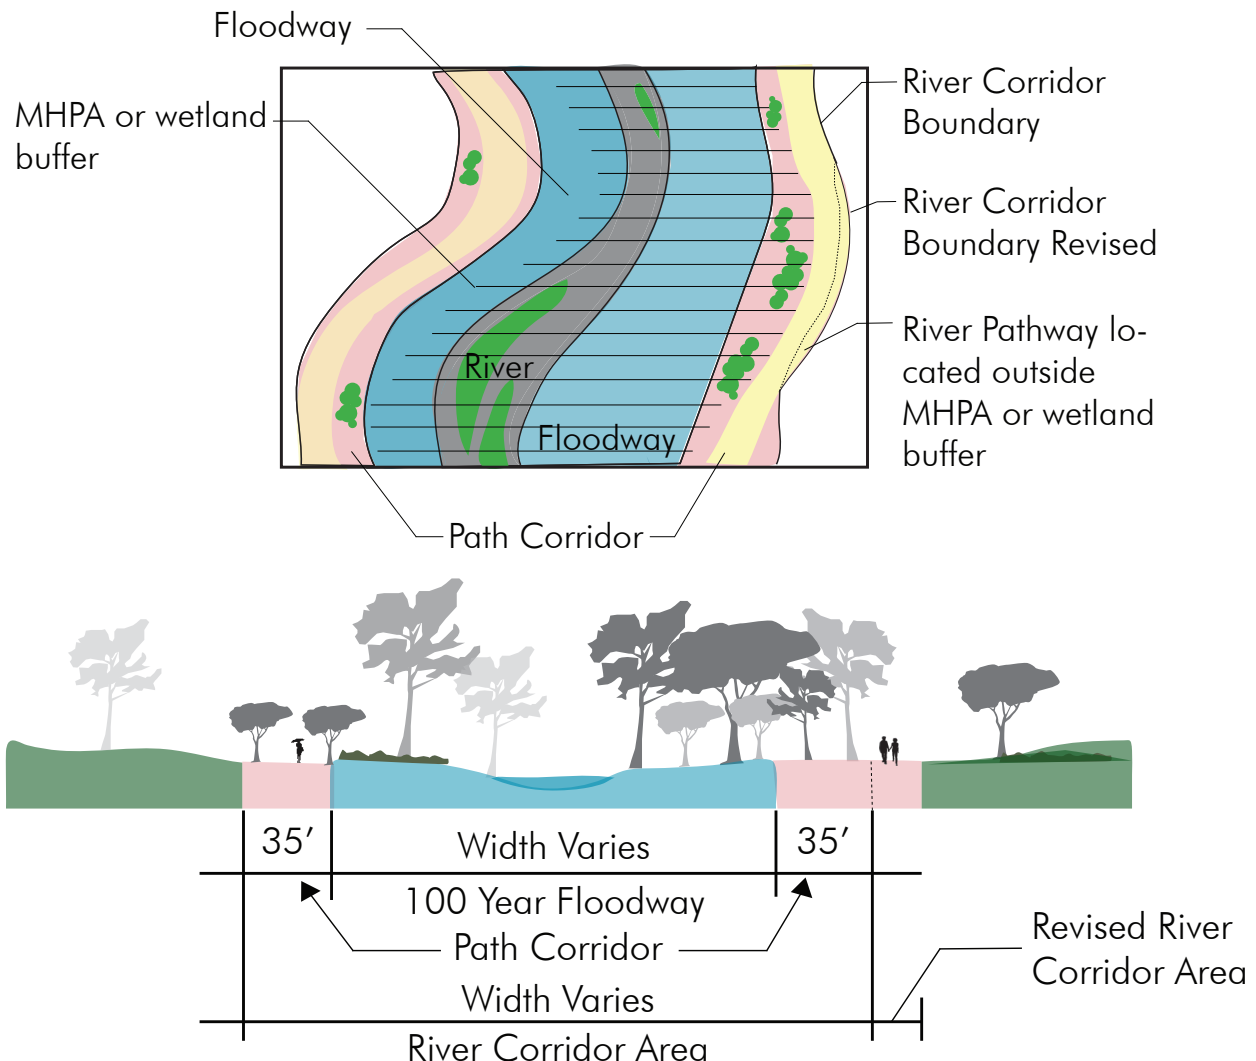 Floodway
MHPA or wetland
buffer
River Corridor
Boundary
River Corridor
Boundary Revised
River Pathway lo-
cated outside
MHPA or wetland
buffer
River
Floodway
Path Corridor
35’
Width Varies
35’
100 Year Floodway
Path Corridor
Revised River
Corridor Area
Width Varies
River Corridor Area